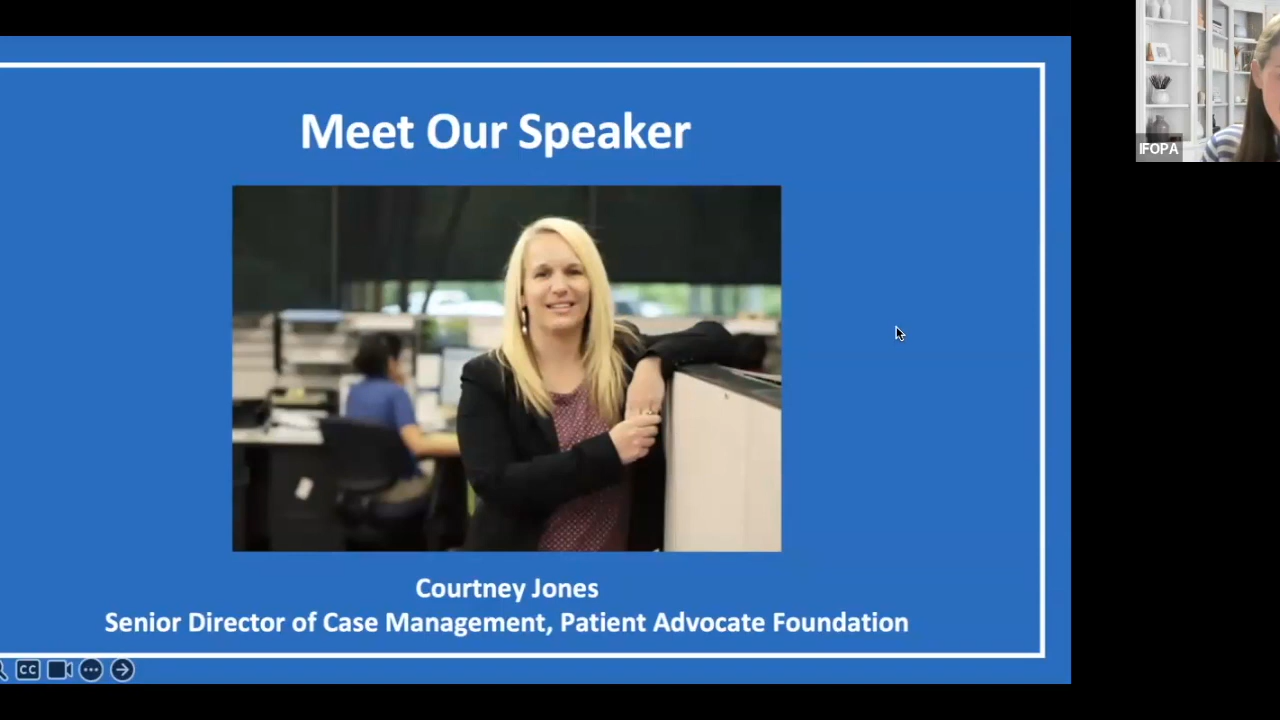 Meet Our Speaker
IFOPA
Courtney Jones
Senior Director of Case Management, Patient Advocate Foundation
CC